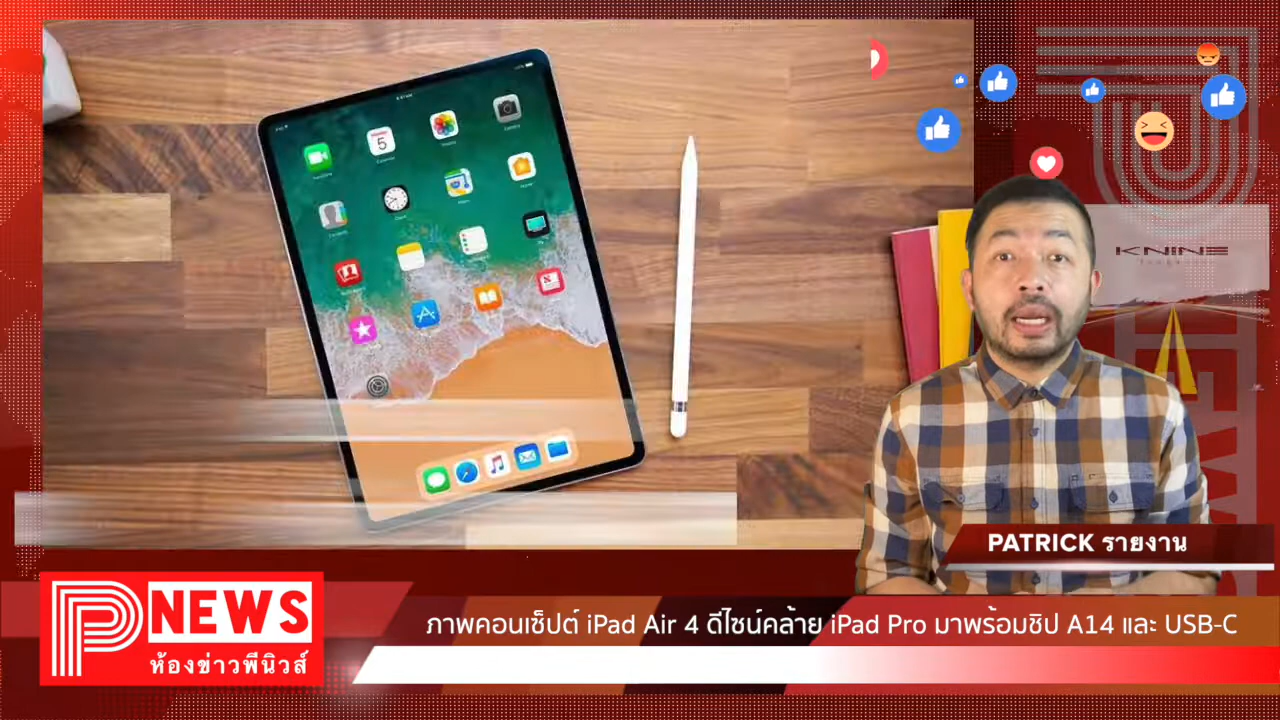 KNINE
PATRICK รายงาน
P NEWS
ห้องข่าวพีนิวส์
ภาพคอนเซ็ปต์ iPad Air 4 ดีไซน์คล้าย iPad Pro มาพร้อมชิป A14 และ USB-C